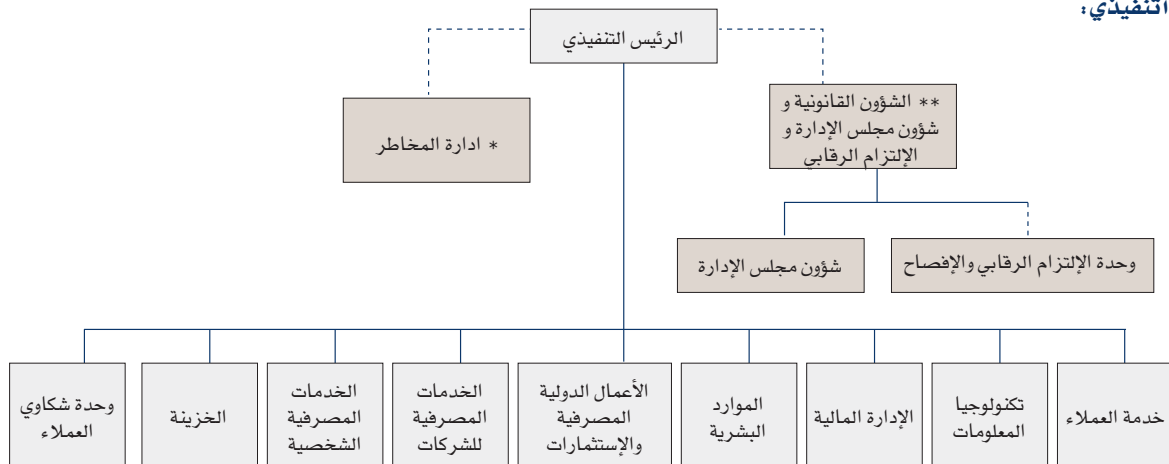 اتنفيذي:
الرئيس التنفيذي
** الشؤون القانونية و
شؤون مجلس الإدارة و
الإلتزام الرقابي
* ادارة المخاطر
وحدة الإلتزام الرقابي والإفصاح
شؤون مجلس الإدارة
خدمة العملاء
تكنولوجيا
المعلومات
الإدارة المالية
الموارد
البشرية
الأعمال الدولية
المصرفية
والإستثمارات
الخدمات
المصرفية
للشركات
الخدمات
المصرفية
الشخصية
الخزينة
وحدة شكاوي
العملاء